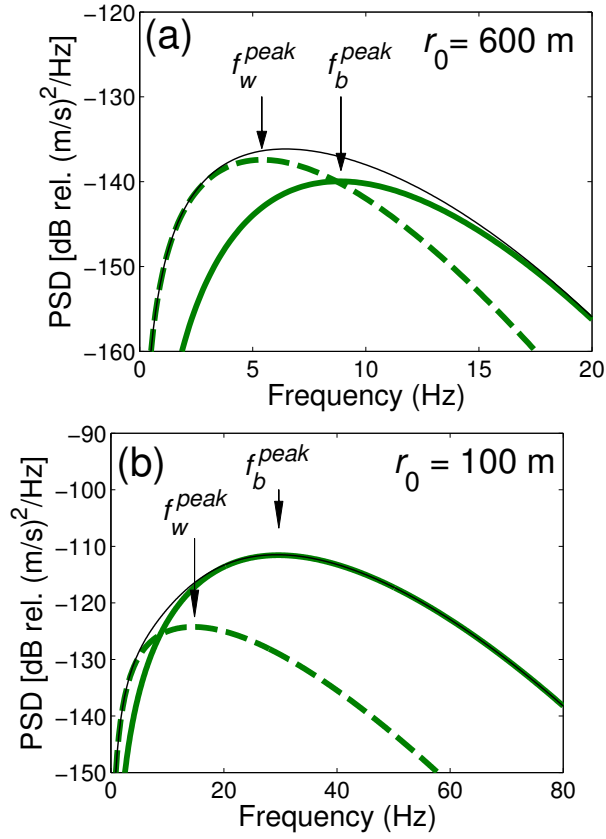 (a)
r₀ = 600 m
f_w^peak f_b^peak
PSD [dB rel. (m/s)²/Hz]
−120
−130
−140
−150
−160
0 5 10 15 20
Frequency (Hz)
(b)
r₀ = 100 m
f_b^peak
f_w^peak
PSD [dB rel. (m/s)²/Hz]
−90
−100
−110
−120
−130
−140
−150
0 20 40 60 80
Frequency (Hz)